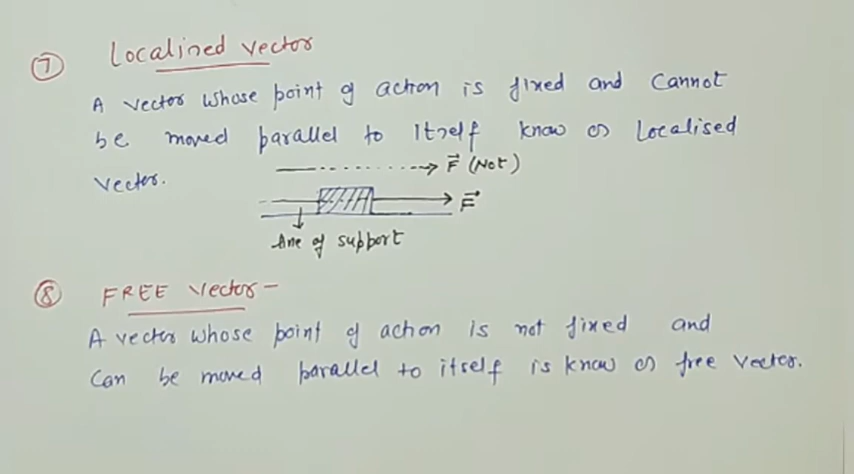 ⑦ Localised vector
A vector whose point of action is fixed and cannot
be moved parallel to itself know as Localised
vector.
F⃗ (Not)
F⃗
line of support
⑧ FREE vector -
A vector whose point of action is not fixed and
can be moved parallel to itself is know as free vector.